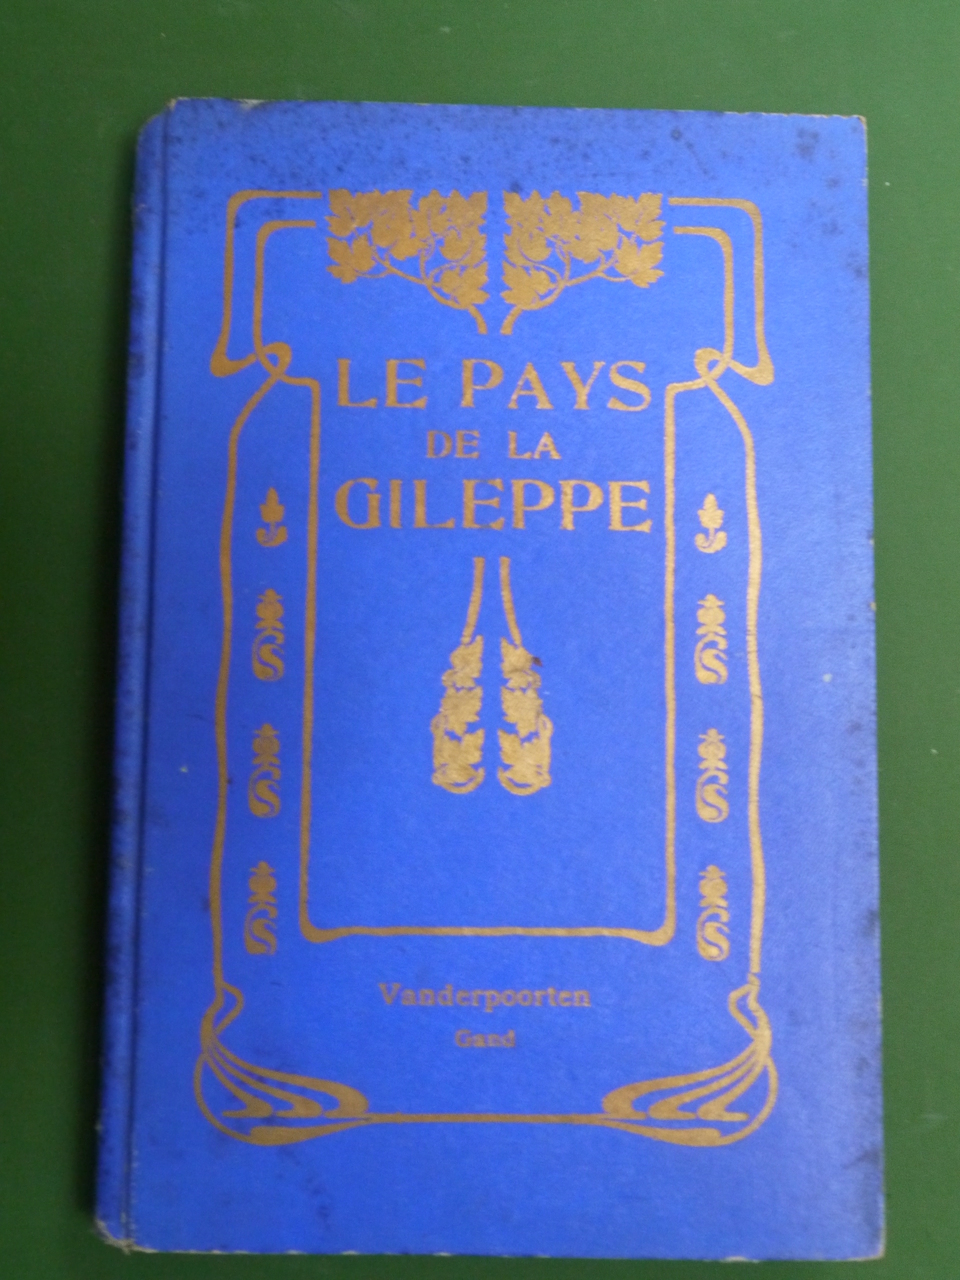 LE PAYS
DE LA
GILEPPE
Vanderpoorten
Gand